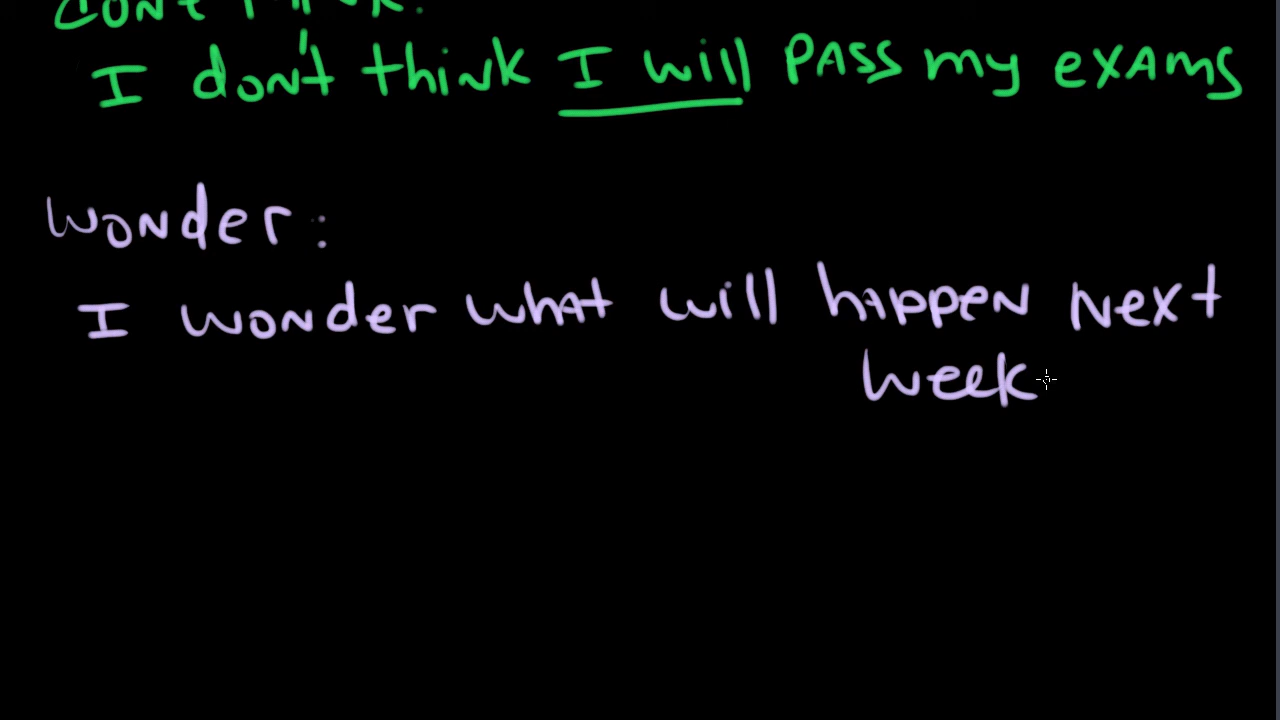 I don't think I will pass my exams
wonder:
I wonder what will happen next
week